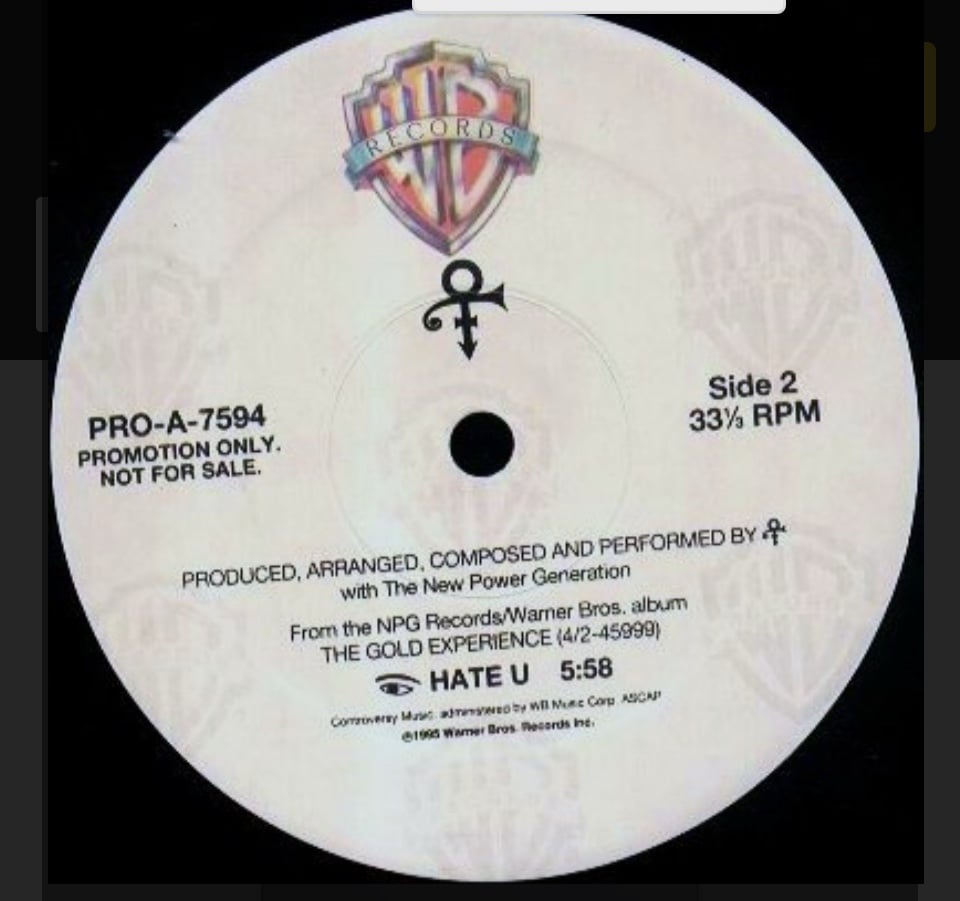 WB
RECORDS
PRO-A-7594
PROMOTION ONLY.
NOT FOR SALE.
Side 2
33⅓ RPM
PRODUCED, ARRANGED, COMPOSED AND PERFORMED BY
with The New Power Generation
From the NPG Records/Warner Bros. album
THE GOLD EXPERIENCE (4/2-45999)
HATE U 5:58
Controversy Music, administered by WB Music Corp. ASCAP
℗1995 Warner Bros. Records Inc.